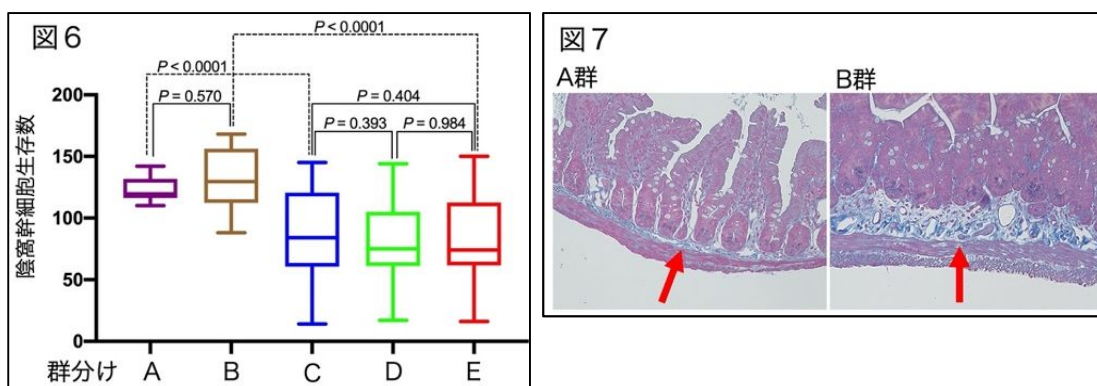 図6
P < 0.0001
P < 0.0001
P = 0.570
P = 0.404
P = 0.393
P = 0.984
陰窩幹細胞生存数
200
150
100
50
0
群分け A B C D E
図7
A群
B群